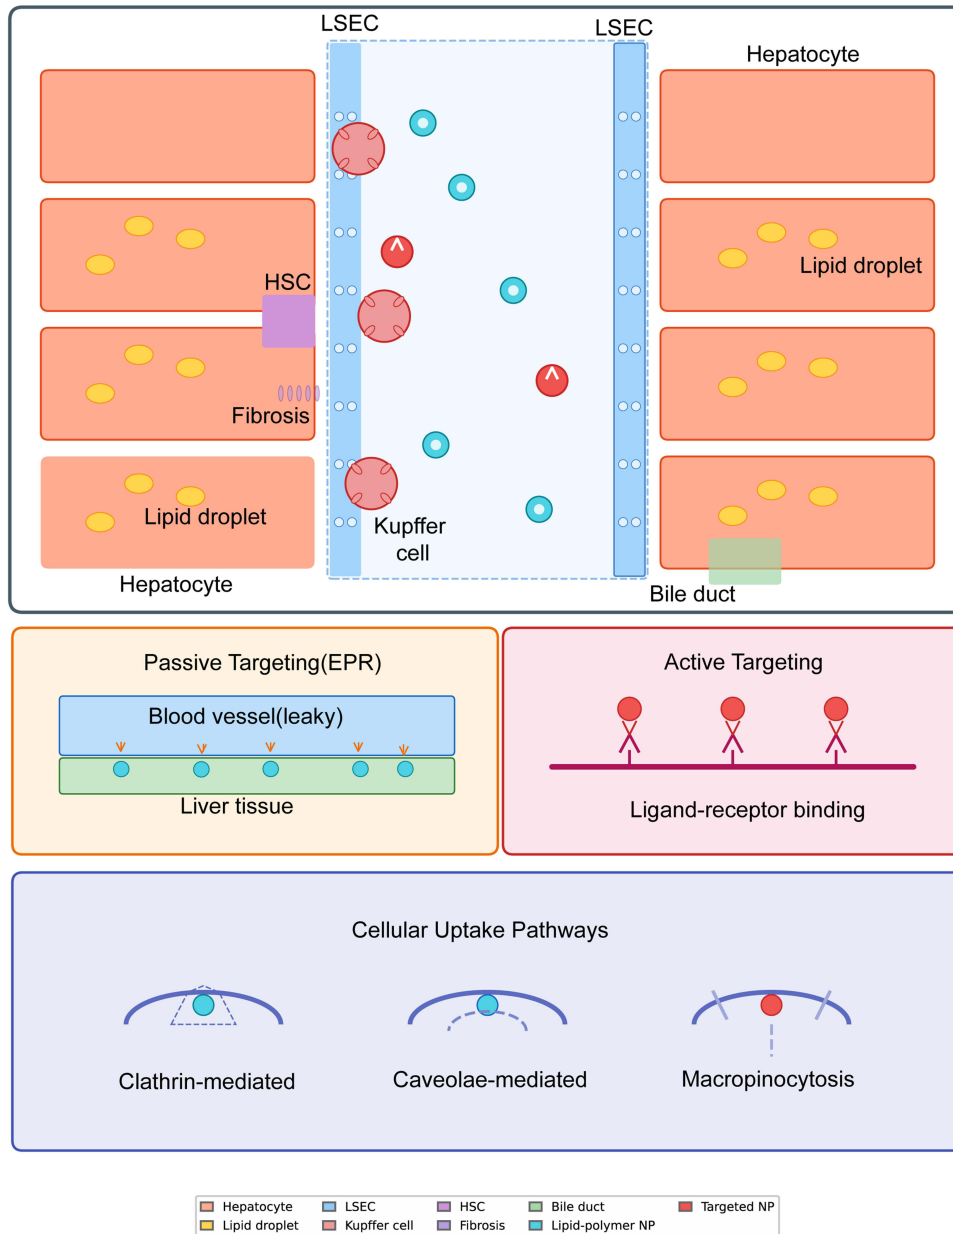 LSEC
LSEC
Hepatocyte
Lipid droplet
HSC
Fibrosis
Lipid droplet
Kupffer
cell
Hepatocyte
Bile duct
Passive Targeting(EPR)
Blood vessel(leaky)
Liver tissue
Active Targeting
Ligand-receptor binding
Cellular Uptake Pathways
Clathrin-mediated
Caveolae-mediated
Macropinocytosis
Hepatocyte
Lipid droplet
LSEC
Kupffer cell
HSC
Fibrosis
Bile duct
Lipid-polymer NP
Targeted NP